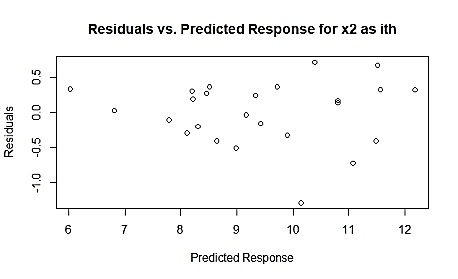 Residuals vs. Predicted Response for x2 as ith
0.5
0.0
-0.5
-1.0
Residuals
6 7 8 9 10 11 12
Predicted Response